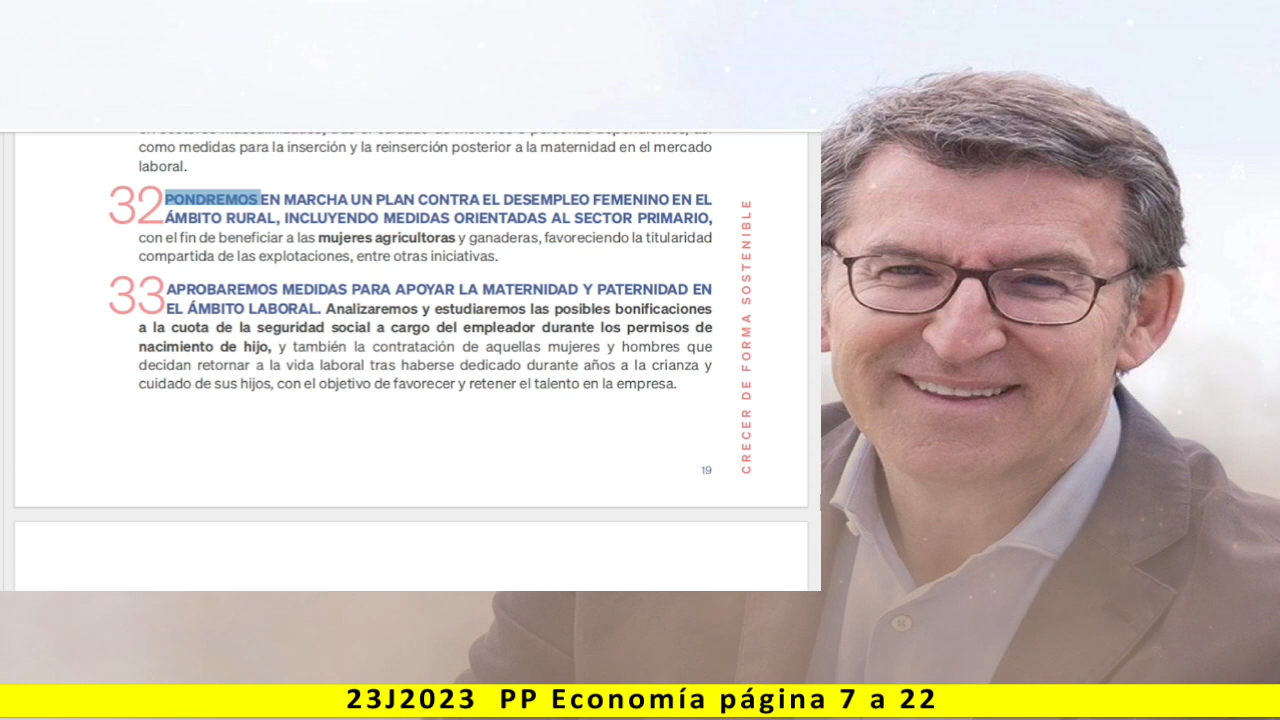 como medidas para la inserción y la reinserción posterior a la maternidad en el mercado
laboral.
32 PONDREMOS EN MARCHA UN PLAN CONTRA EL DESEMPLEO FEMENINO EN EL
ÁMBITO RURAL, INCLUYENDO MEDIDAS ORIENTADAS AL SECTOR PRIMARIO,
con el fin de beneficiar a las mujeres agricultoras y ganaderas, favoreciendo la titularidad
compartida de las explotaciones, entre otras iniciativas.
33 APROBAREMOS MEDIDAS PARA APOYAR LA MATERNIDAD Y PATERNIDAD EN
EL ÁMBITO LABORAL. Analizaremos y estudiaremos las posibles bonificaciones
a la cuota de la seguridad social a cargo del empleador durante los permisos de
nacimiento de hijo, y también la contratación de aquellas mujeres y hombres que
decidan retornar a la vida laboral tras haberse dedicado durante años a la crianza y
cuidado de sus hijos, con el objetivo de favorecer y retener el talento en la empresa.
19
CRECER DE FORMA SOSTENIBLE
23J2023 PP Economía página 7 a 22